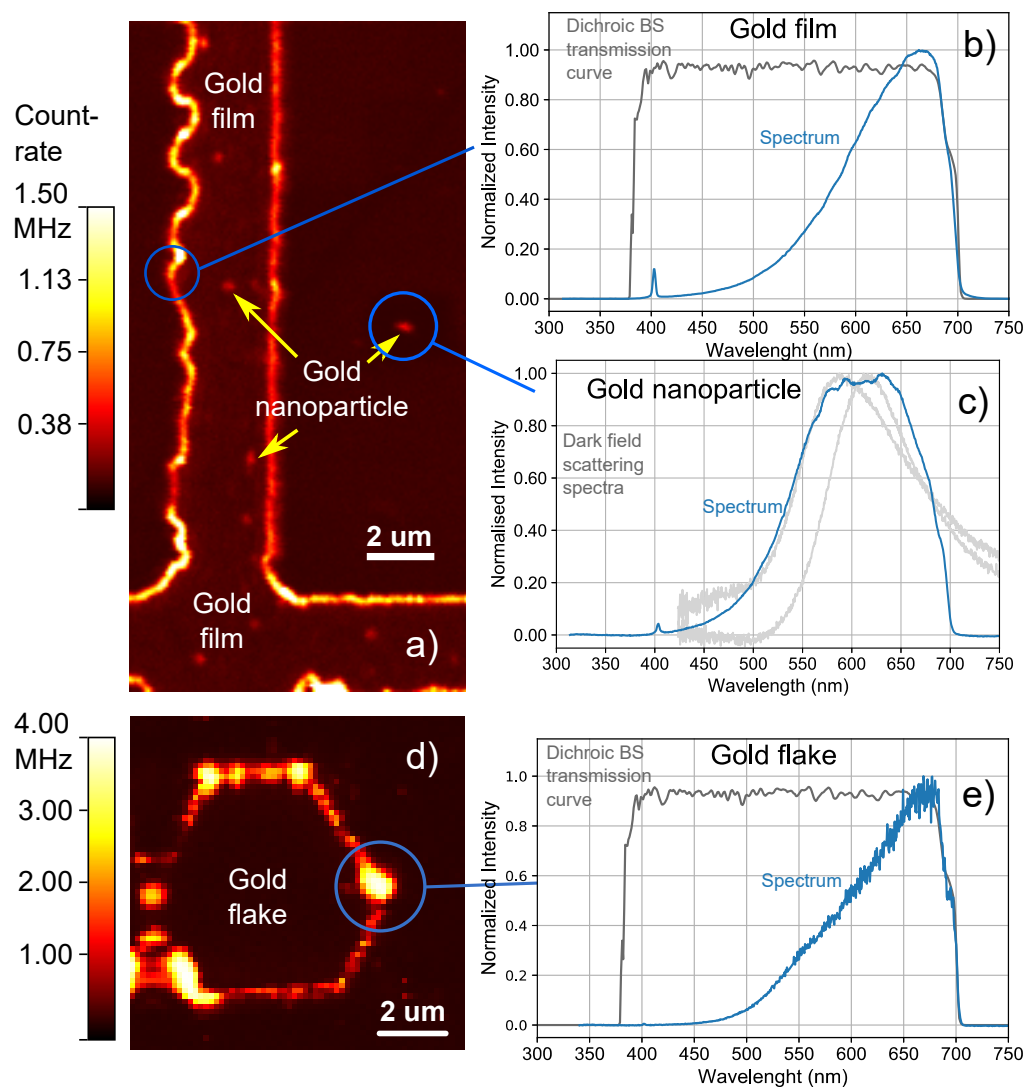 Count-
rate
1.50
MHz
1.13
0.75
0.38
Gold
film
Gold
nanoparticle
2 um
Gold
film
a)
Dichroic BS
transmission
curve
Gold film
b)
Spectrum
Normalized Intensity
1.00
0.80
0.60
0.40
0.20
0.00
300 350 400 450 500 550 600 650 700 750
Wavelenght (nm)
Gold nanoparticle
c)
Dark field
scattering
spectra
Spectrum
Normalised Intensity
1.00
0.80
0.60
0.40
0.20
0.00
300 350 400 450 500 550 600 650 700 750
Wavelength (nm)
4.00
MHz
3.00
2.00
1.00
d)
Gold
flake
2 um
Dichroic BS
transmission
curve
Gold flake
e)
Spectrum
Normalized Intensity
1.0
0.8
0.6
0.4
0.2
0.0
300 350 400 450 500 550 600 650 700 750
Wavelenght (nm)